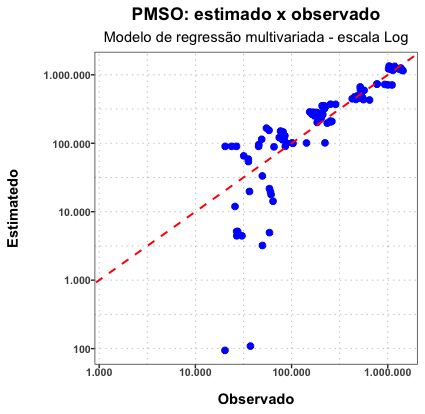 PMSO: estimado x observado
Modelo de regressão multivariada - escala Log
Estimatedo
1.000.000
100.000
10.000
1.000
100
1.000 10.000 100.000 1.000.000
Observado